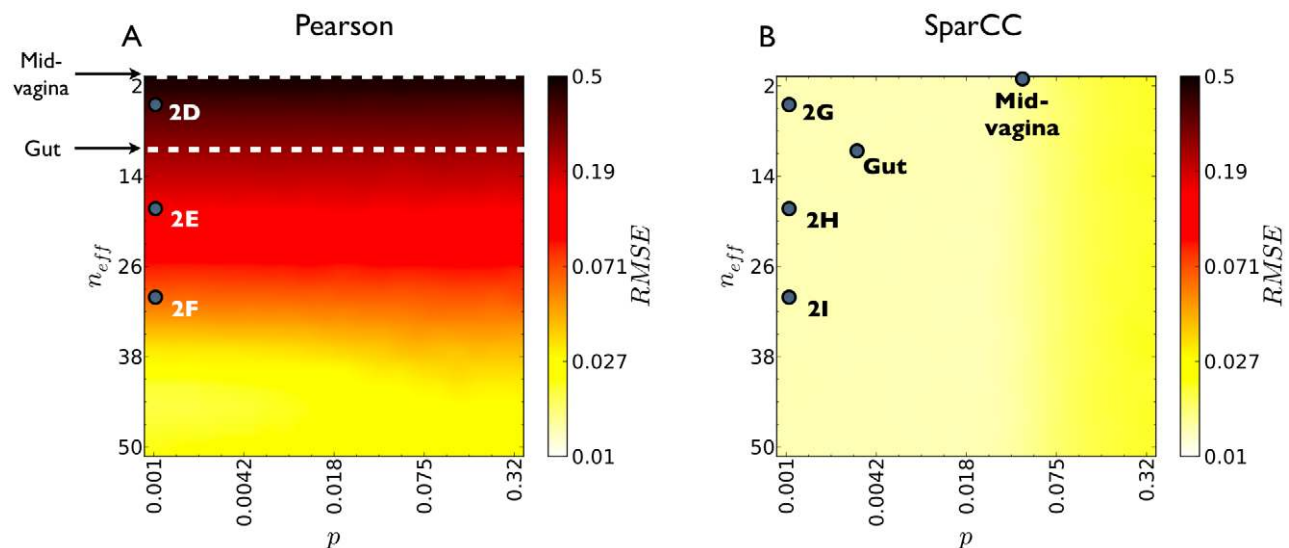 A
Pearson
Mid-
vagina
Gut
2
14
26
38
50
n_eff
2D
2E
2F
0.001
0.0042
0.018
0.075
0.32
p
0.5
0.19
0.071
0.027
0.01
RMSE
B
SparCC
2
14
26
38
50
n_eff
2G
Mid-
vagina
Gut
2H
2I
0.001
0.0042
0.018
0.075
0.32
p
0.5
0.19
0.071
0.027
0.01
RMSE